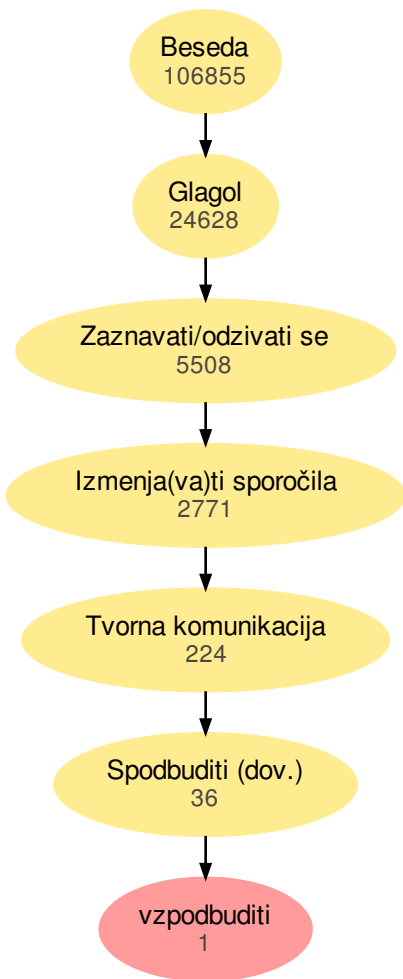 Beseda
106855
Glagol
24628
Zaznavati/odzivati se
5508
Izmenja(va)ti sporočila
2771
Tvorna komunikacija
224
Spodbuditi (dov.)
36
vzpodbuditi
1